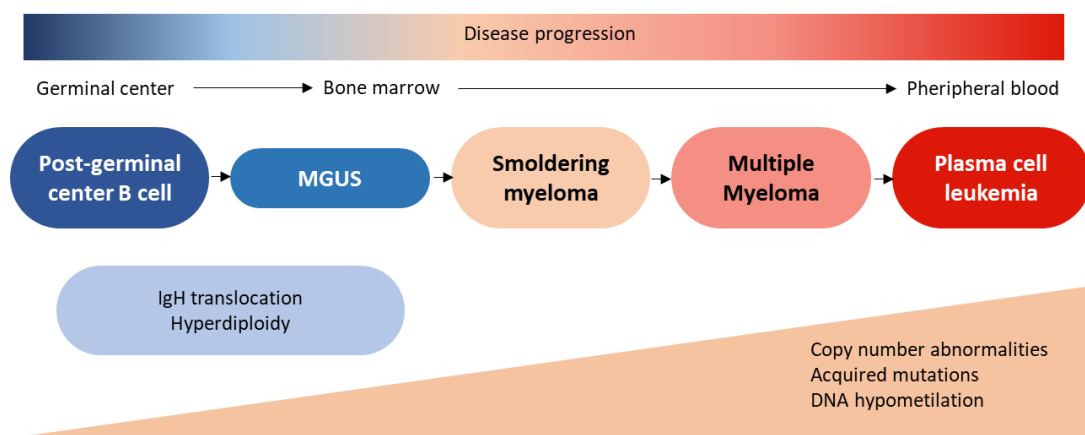 Disease progression
Germinal center
Bone marrow
Pheripheral blood
Post-germinal
center B cell
MGUS
Smoldering
myeloma
Multiple
Myeloma
Plasma cell
leukemia
IgH translocation
Hyperdiploidy
Copy number abnormalities
Acquired mutations
DNA hypometilation